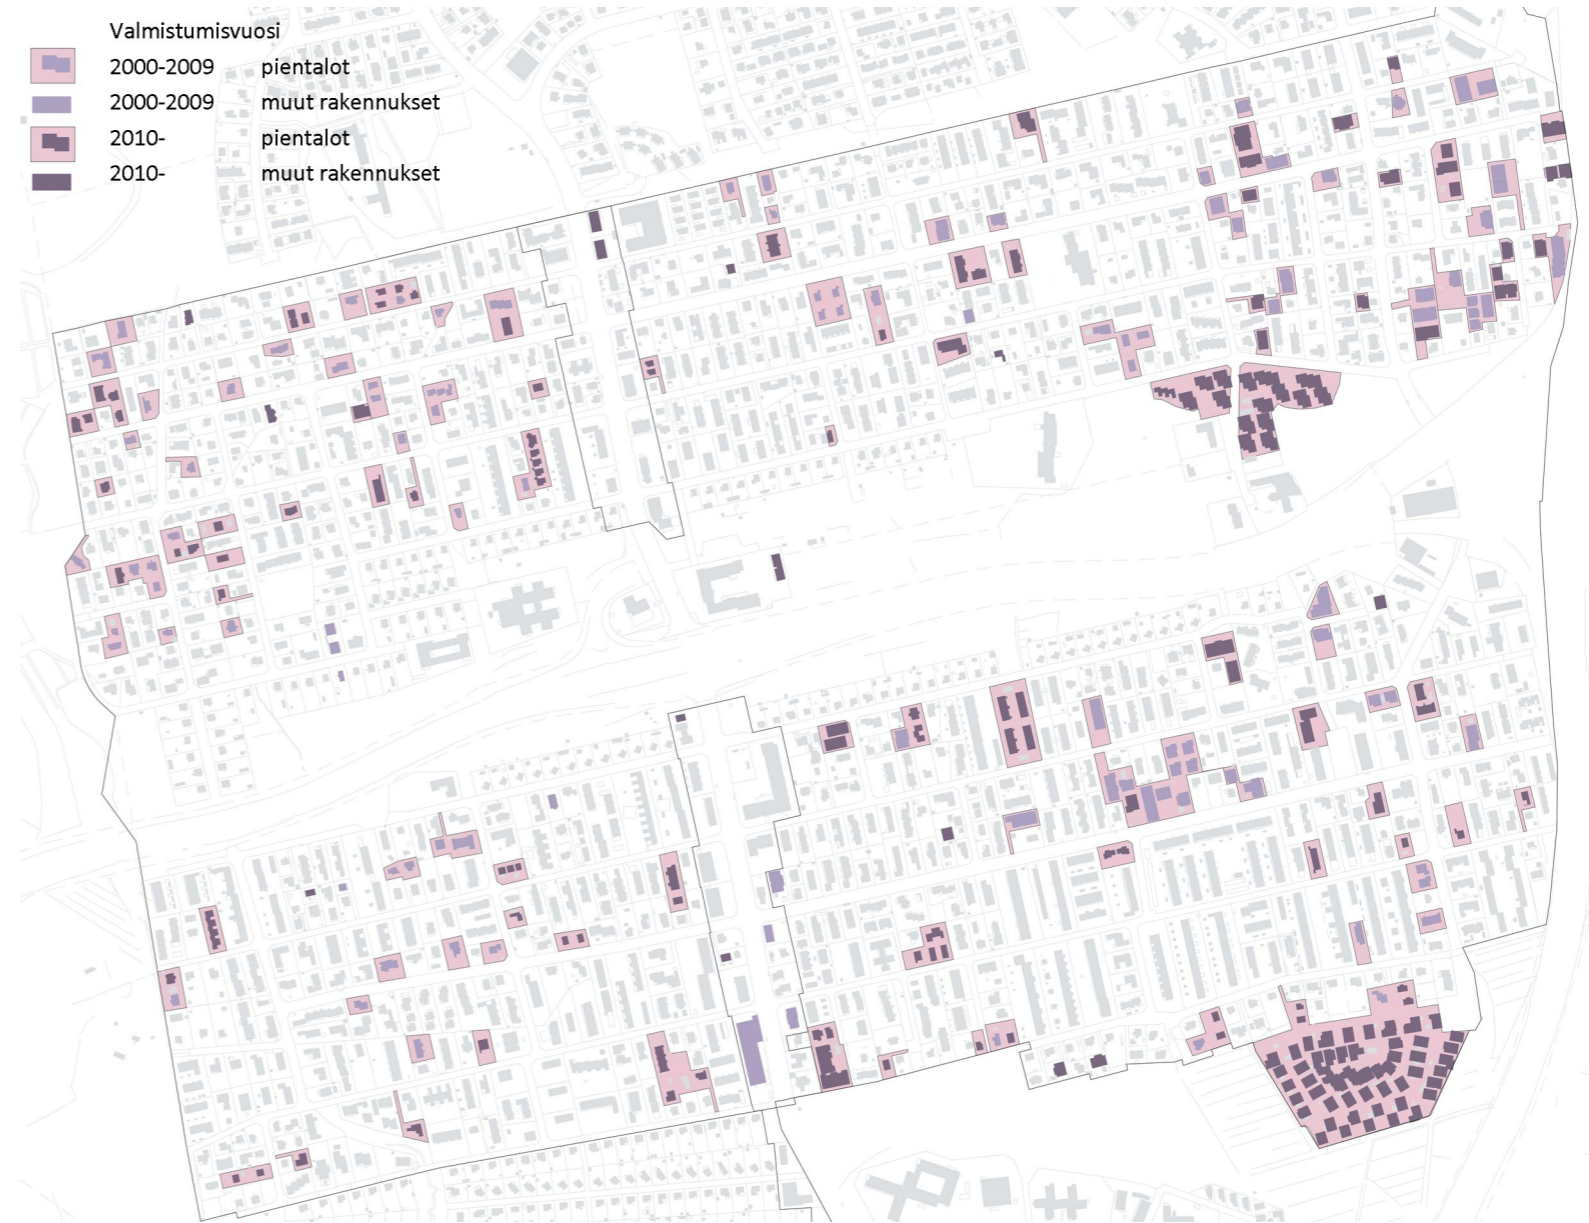 Valmistumisvuosi
2000-2009 pientalot
2000-2009 muut rakennukset
2010- pientalot
2010- muut rakennukset